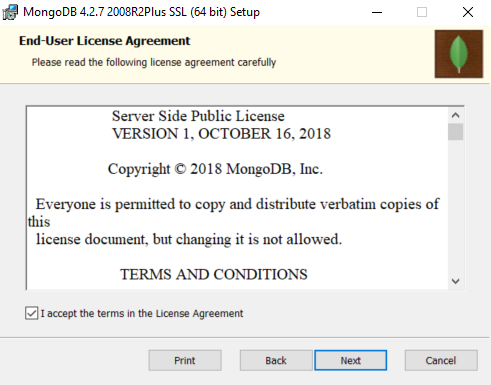 MongoDB 4.2.7 2008R2Plus SSL (64 bit) Setup
End-User License Agreement
Please read the following license agreement carefully
Server Side Public License
VERSION 1, OCTOBER 16, 2018
Copyright © 2018 MongoDB, Inc.
Everyone is permitted to copy and distribute verbatim copies of
this
license document, but changing it is not allowed.
TERMS AND CONDITIONS
I accept the terms in the License Agreement
Print Back Next Cancel